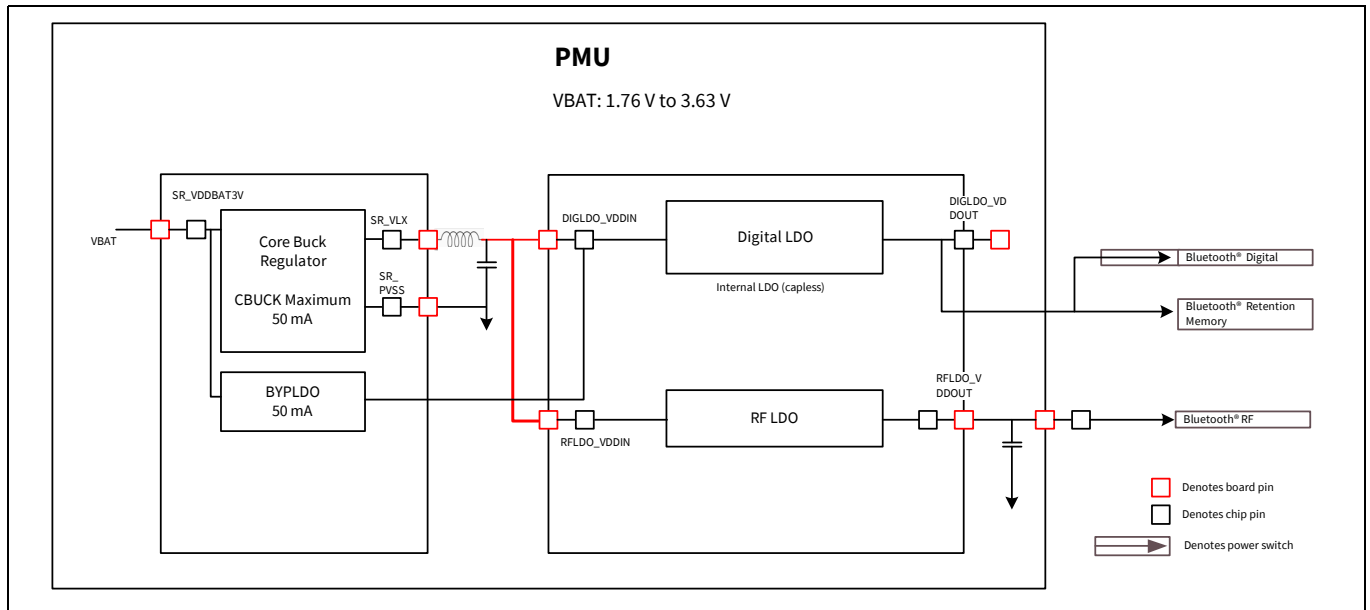 PMU
VBAT: 1.76 V to 3.63 V
SR_VDDBAT3V
VBAT
Core Buck
Regulator
CBUCK Maximum
50 mA
SR_VLX
SR_
PVSS
BYPLDO
50 mA
DIGLDO_VDDIN
Digital LDO
Internal LDO (capless)
DIGLDO_VD
DOUT
Bluetooth® Digital
Bluetooth® Retention
Memory
RFLDO_VDDIN
RF LDO
RFLDO_V
DDOUT
Bluetooth® RF
Denotes board pin
Denotes chip pin
Denotes power switch